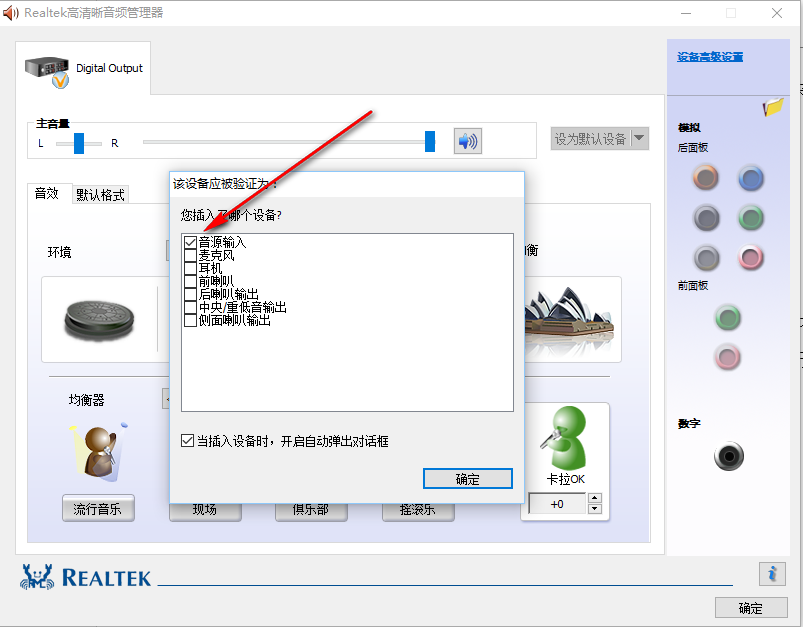 Realtek高清晰音频管理器
Digital Output
设备高级设置
主音量
L
R
设为默认设备
模拟
后面板
音效
默认格式
该设备应被验证为：
您插入了哪个设备?
音源输入
麦克风
耳机
前喇叭
后喇叭输出
中央/重低音输出
侧面喇叭输出
环境
衡
前面板
均衡器
当插入设备时，开启自动弹出对话框
确定
数字
卡拉OK
+0
流行音乐
现场
俱乐部
摇滚乐
REALTEK
确定